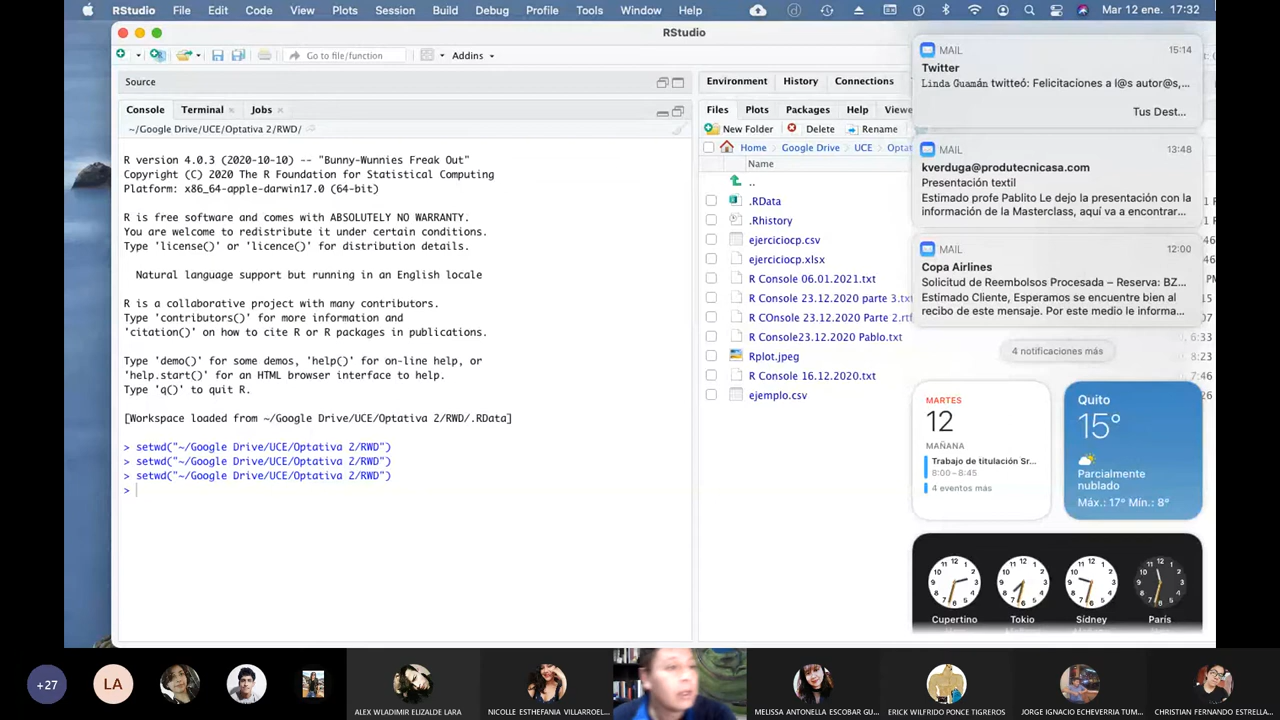 RStudio File Edit Code View Plots Session Build Debug Profile Tools Window Help
Mar 12 ene. 17:32
RStudio
Go to file/function
Addins
Source
Console Terminal Jobs
~/Google Drive/UCE/Optativa 2/RWD/
R version 4.0.3 (2020-10-10) -- "Bunny-Wunnies Freak Out"
Copyright (C) 2020 The R Foundation for Statistical Computing
Platform: x86_64-apple-darwin17.0 (64-bit)
R is free software and comes with ABSOLUTELY NO WARRANTY.
You are welcome to redistribute it under certain conditions.
Type 'license()' or 'licence()' for distribution details.
Natural language support but running in an English locale
R is a collaborative project with many contributors.
Type 'contributors()' for more information and
'citation()' on how to cite R or R packages in publications.
Type 'demo()' for some demos, 'help()' for on-line help, or
'help.start()' for an HTML browser interface to help.
Type 'q()' to quit R.
[Workspace loaded from ~/Google Drive/UCE/Optativa 2/RWD/.RData]
> setwd("~/Google Drive/UCE/Optativa 2/RWD")
> setwd("~/Google Drive/UCE/Optativa 2/RWD")
> setwd("~/Google Drive/UCE/Optativa 2/RWD")
>
Environment History Connections
Files Plots Packages Help
New Folder Delete Rename
Home Google Drive UCE
Name
..
.RData
.Rhistory
ejerciciocp.csv
ejerciciocp.xlsx
R Console 06.01.2021.txt
R Console 23.12.2020 parte 3.txt
R COnsole 23.12.2020 Parte 2.rtf
R Console23.12.2020 Pablo.txt
Rplot.jpeg
R Console 16.12.2020.txt
ejemplo.csv
MAIL 15:14
Twitter
Linda Guamán twitteó: Felicitaciones a l@s autor@s,...
Tus Dest...
MAIL 13:48
kverduga@produtecnicasa.com
Presentación textil
Estimado profe Pablito Le dejo la presentación con la
información de la Masterclass, aquí va a encontrar...
MAIL 12:00
Copa Airlines
Solicitud de Reembolsos Procesada – Reserva: BZ...
Estimado Cliente, Esperamos se encuentre bien al
recibo de este mensaje. Por este medio le informa...
4 notificaciones más
MARTES
12
MAÑANA
Trabajo de titulación Sr...
8:00–8:45
4 eventos más
Quito
15°
Parcialmente
nublado
Máx.: 17° Mín.: 8°
Cupertino Tokio Sídney París
+27
LA
ALEX WLADIMIR ELIZALDE LARA
NICOLLE ESTHEFANIA VILLARROEL...
MELISSA ANTONELLA ESCOBAR GU...
ERICK WILFRIDO PONCE TIGREROS
JORGE IGNACIO ECHEVERRIA TUM...
CHRISTIAN FERNANDO ESTRELLA...